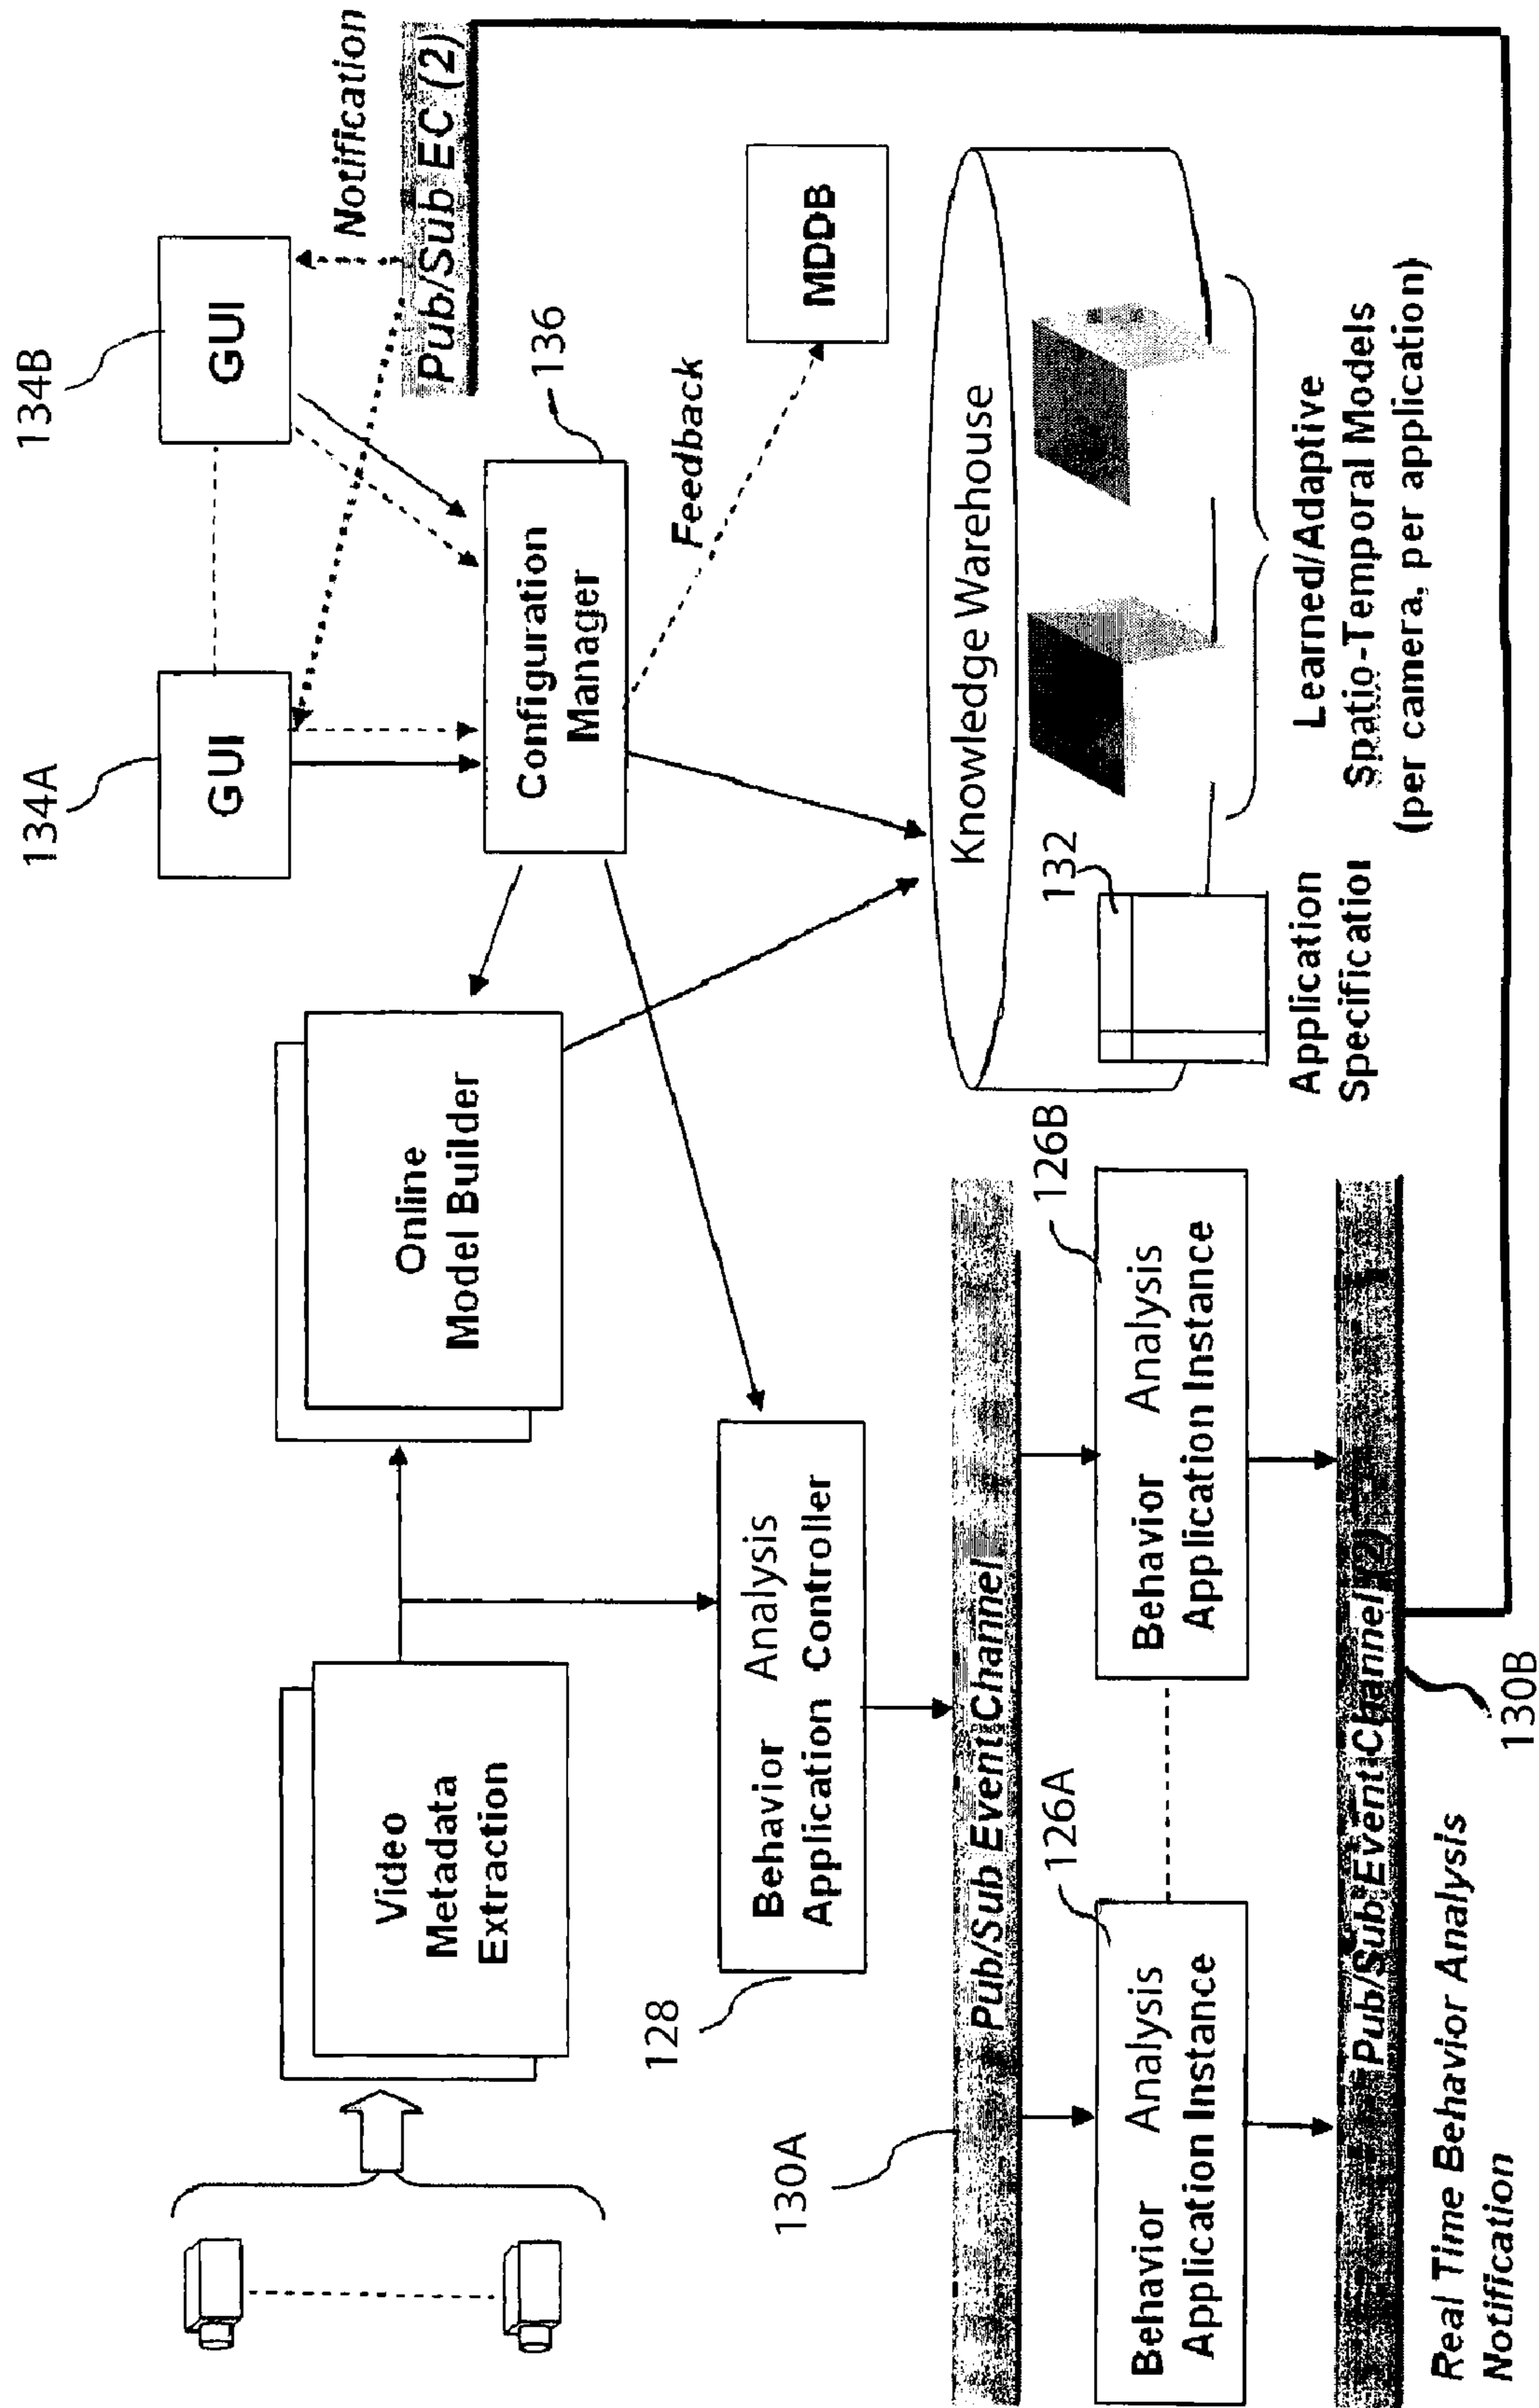 134A
134B
GUI
GUI
Notification
Pub/Sub EC (2)
Video
Metadata
Extraction
Online
Model Builder
Configuration
Manager
136
Feedback
MDDB
128
Behavior Analysis
Application Controller
Knowledge Warehouse
130A
Pub/Sub Event Channel
126A
126B
132
Behavior Analysis
Application Instance
Behavior Analysis
Application Instance
Application
Learned/Adaptive
Spatio-Temporal Models
(per camera, per application)
Pub/Sub Event Channel (2)
130B
Real Time Behavior Analysis
Notification